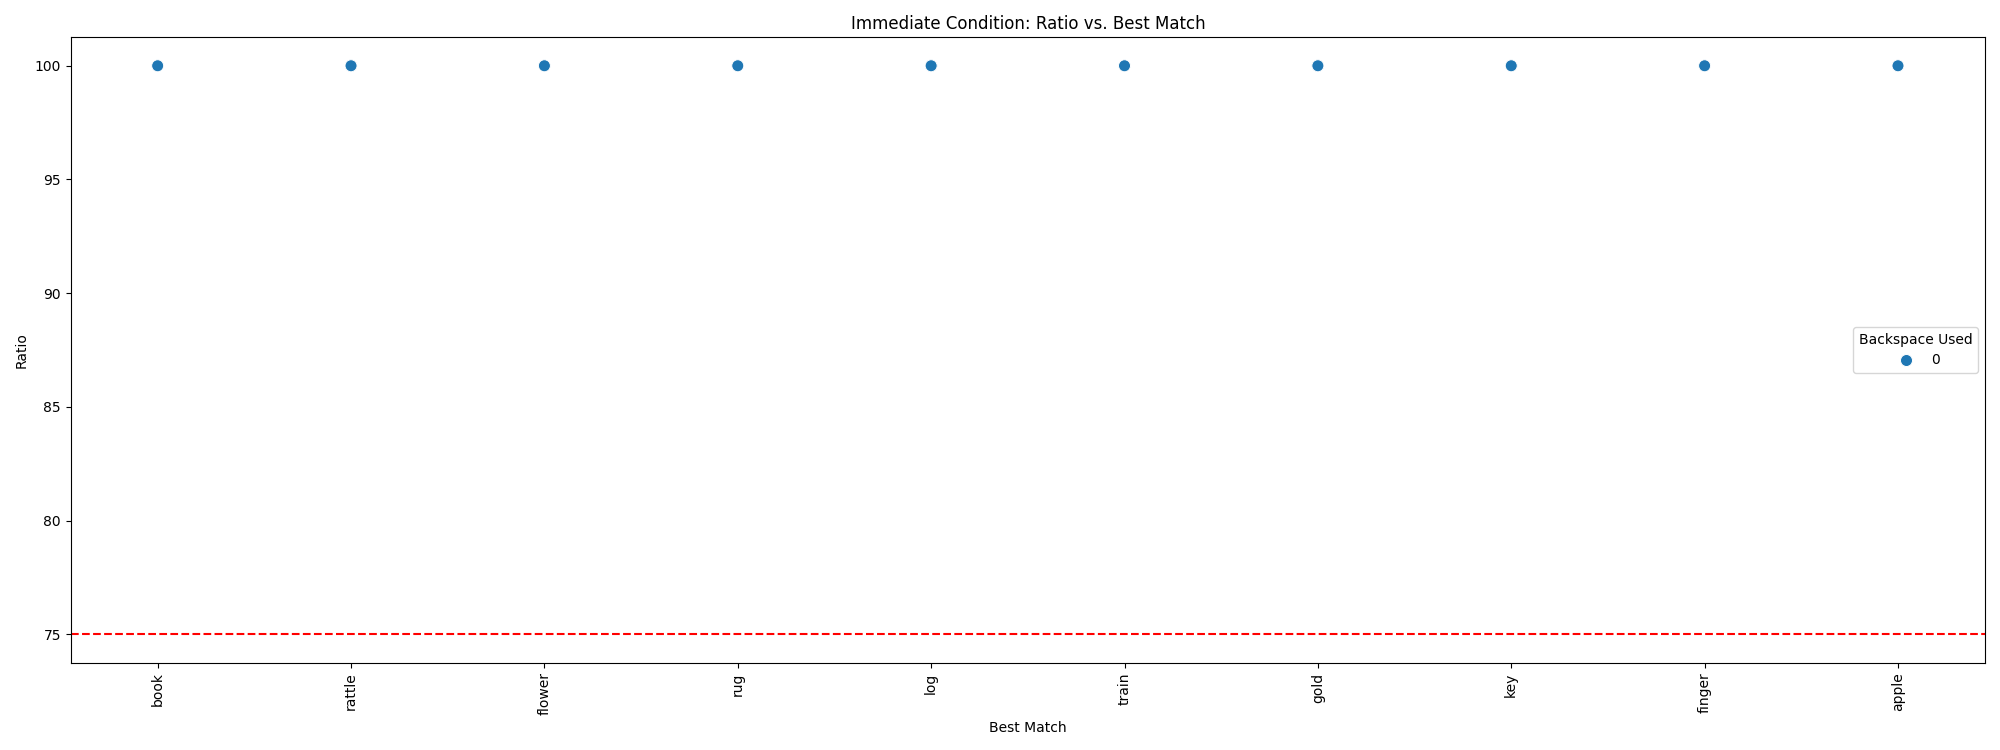 Immediate Condition: Ratio vs. Best Match
100
95
90
85
80
75
Ratio
Backspace Used
0
book
rattle
flower
rug
log
train
gold
key
finger
apple
Best Match